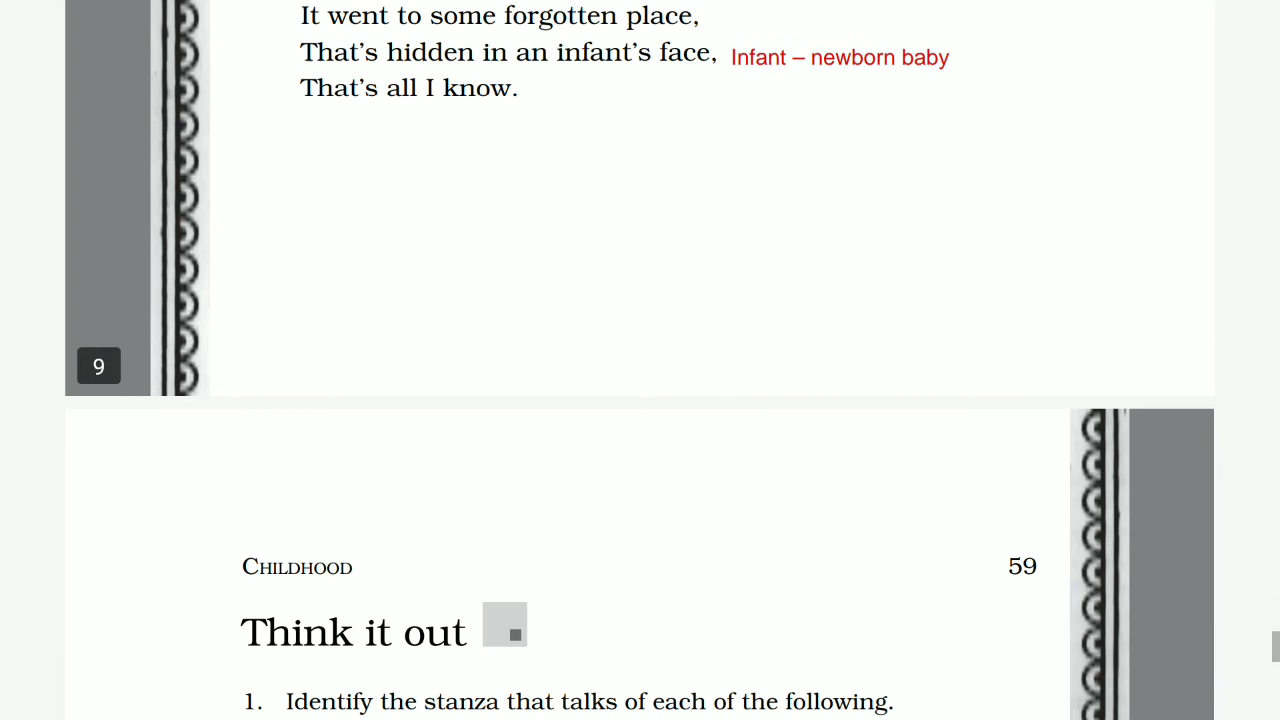 It went to some forgotten place,
That's hidden in an infant's face, Infant – newborn baby
That's all I know.
9
CHILDHOOD 59
Think it out
1. Identify the stanza that talks of each of the following.